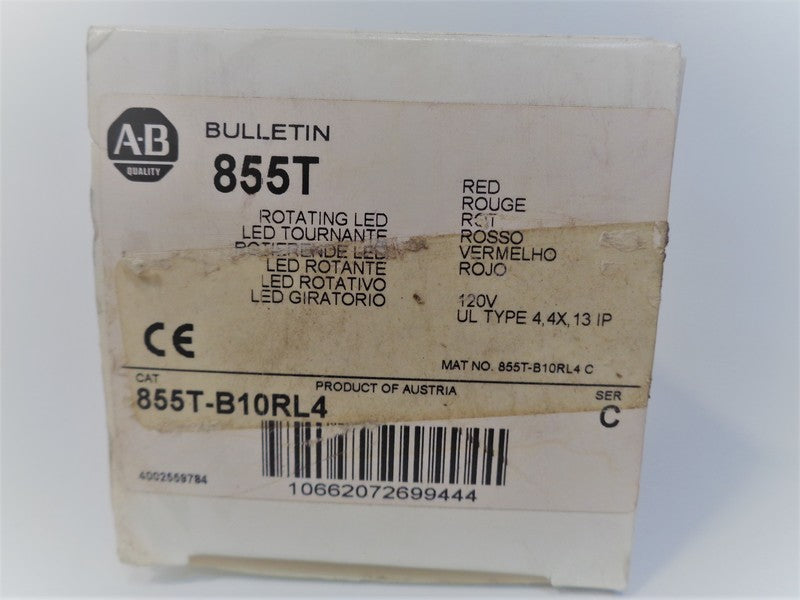 A-B
QUALITY
BULLETIN
855T
ROTATING LED
LED TOURNANTE
ROTIERENDE LED
LED ROTANTE
LED ROTATIVO
LED GIRATORIO
RED
ROUGE
ROT
ROSSO
VERMELHO
ROJO
120V
UL TYPE 4,4X,13 IP
CE
MAT NO. 855T-B10RL4 C
CAT
PRODUCT OF AUSTRIA
SER
855T-B10RL4
C
4002559784
10662072699444